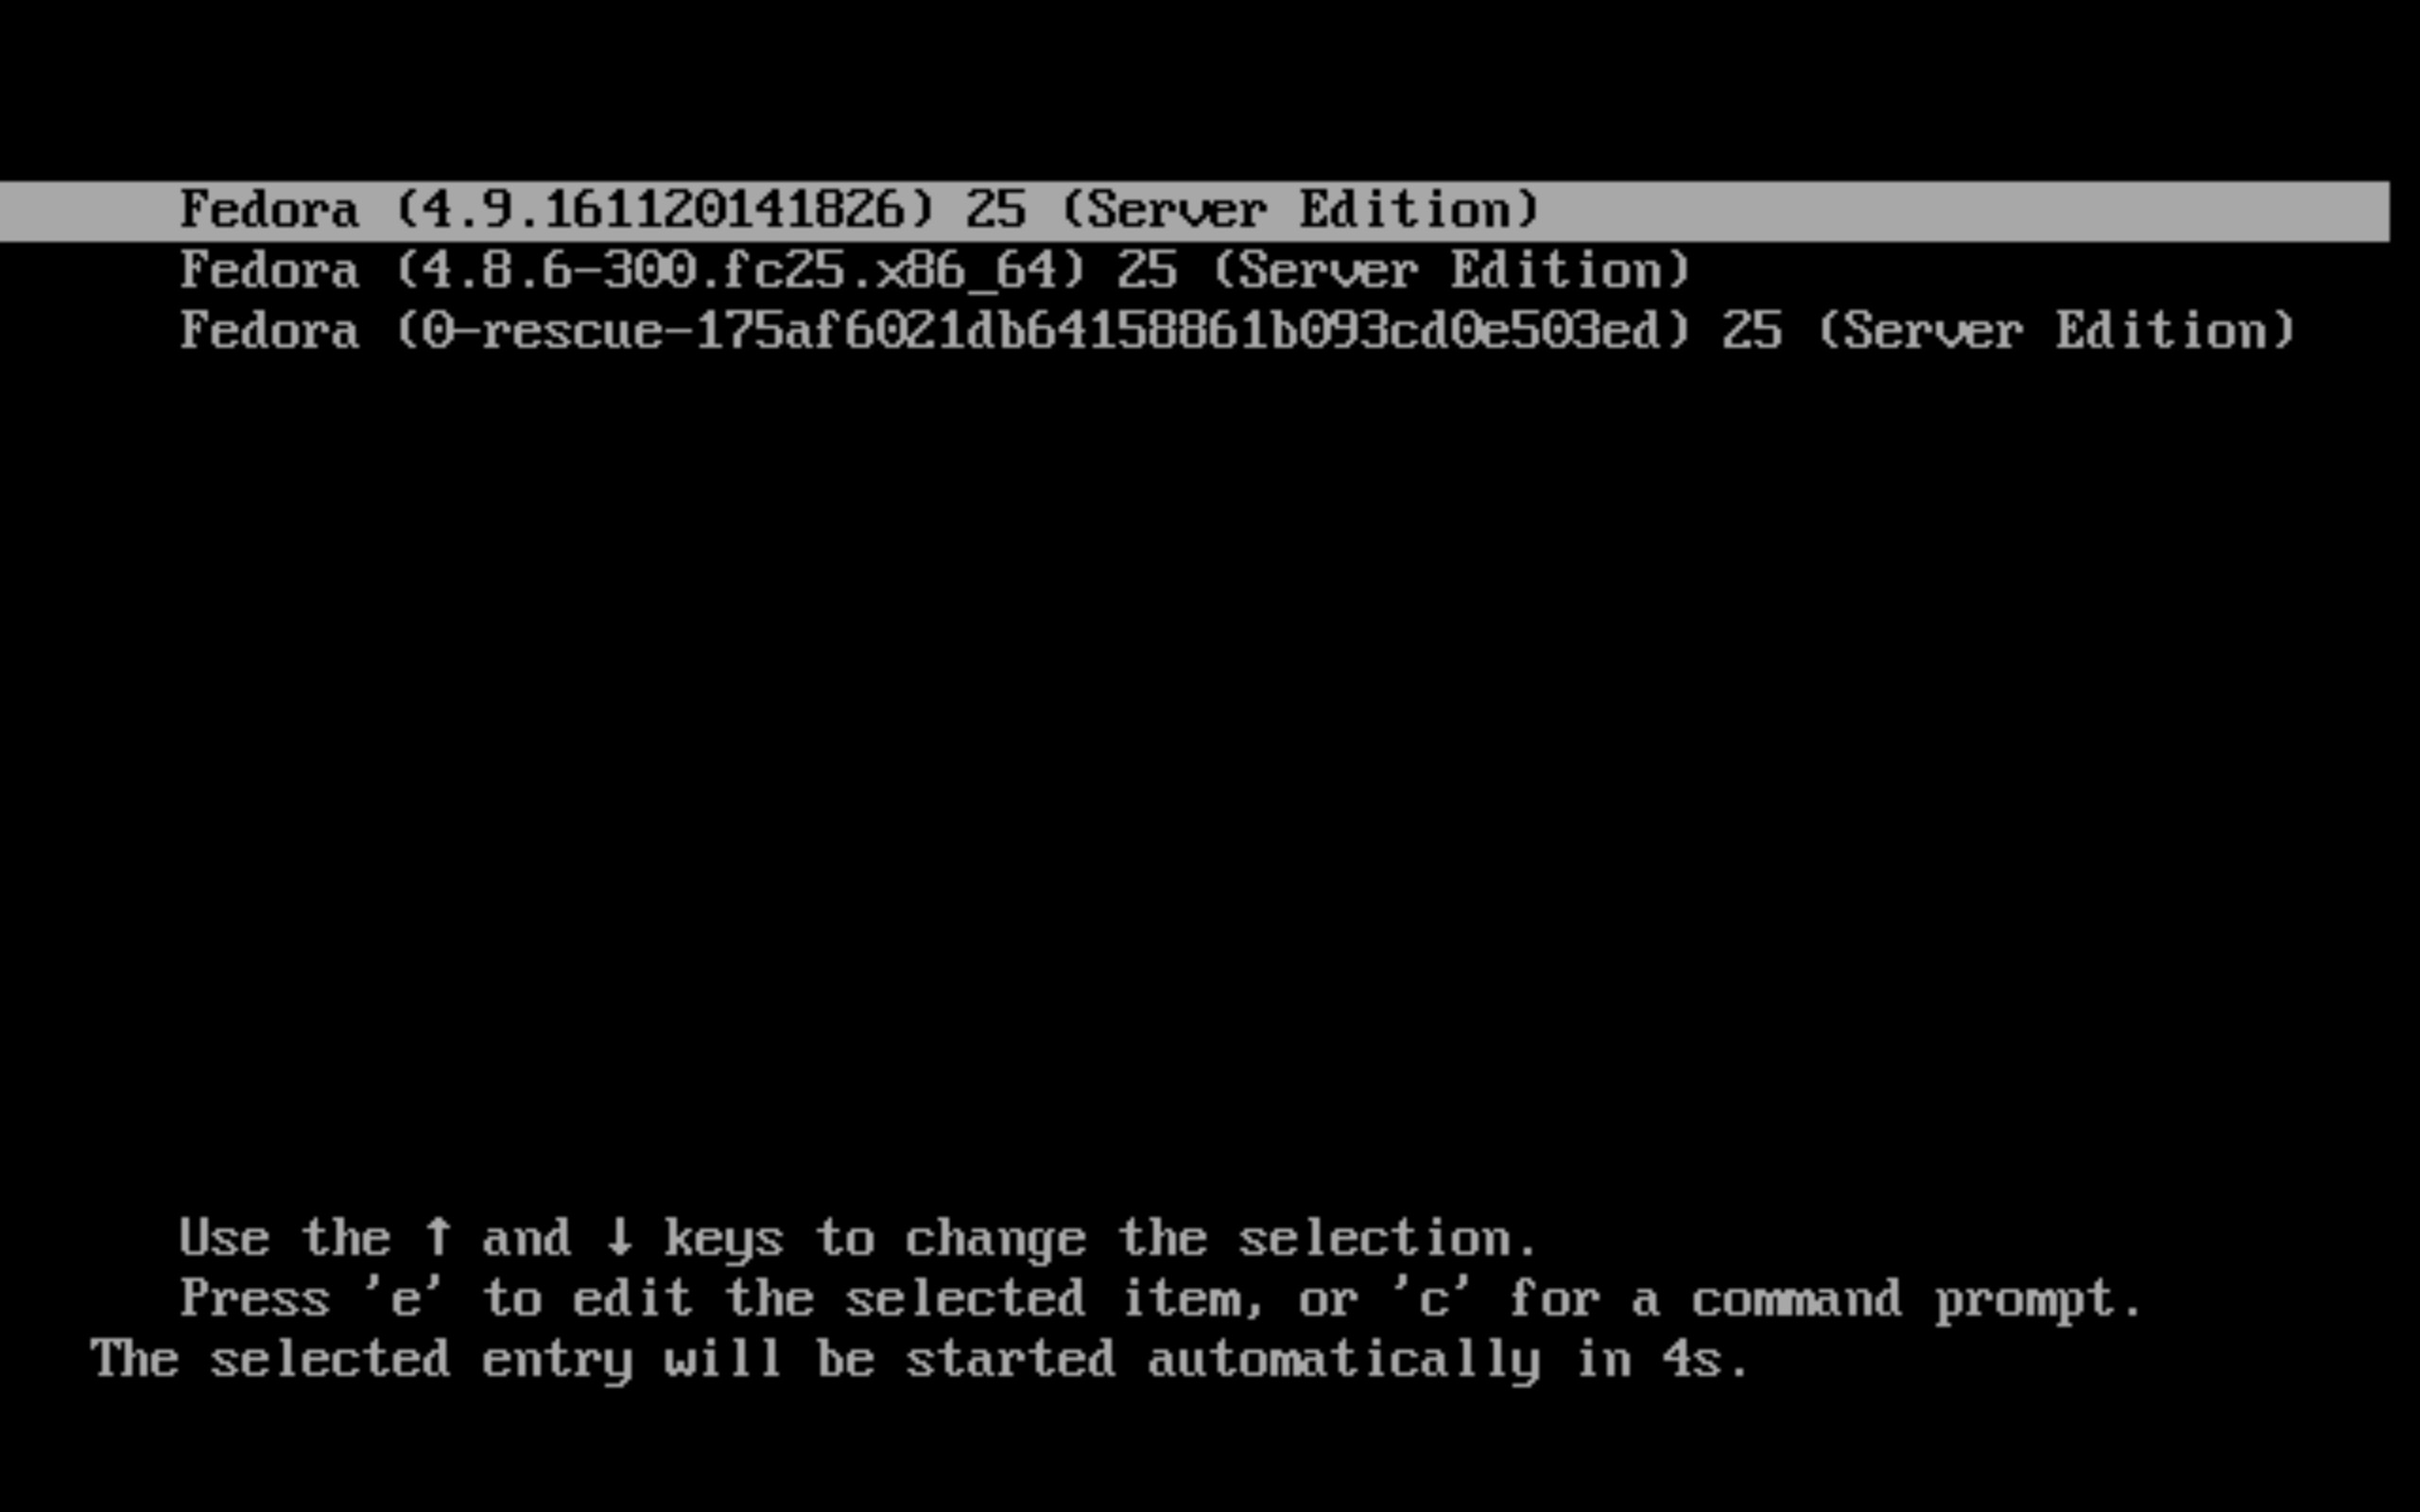 Fedora (4.9.161120141826) 25 (Server Edition)
Fedora (4.8.6-300.fc25.x86_64) 25 (Server Edition)
Fedora (0-rescue-175af6021db64158861b093cd0e503ed) 25 (Server Edition)
Use the ↑ and ↓ keys to change the selection.
Press 'e' to edit the selected item, or 'c' for a command prompt.
The selected entry will be started automatically in 4s.